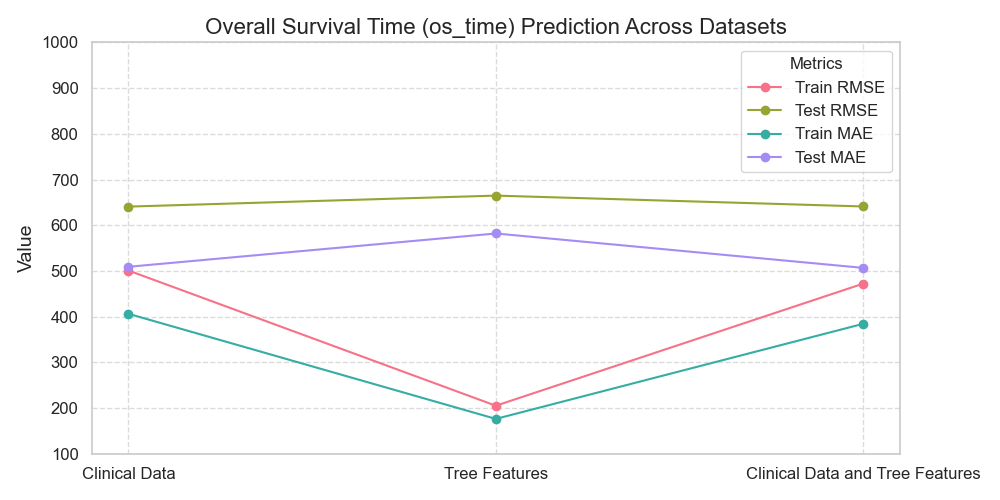 Overall Survival Time (os_time) Prediction Across Datasets
Value
1000
900
800
700
600
500
400
300
200
100
Metrics
Train RMSE
Test RMSE
Train MAE
Test MAE
Clinical Data
Tree Features
Clinical Data and Tree Features